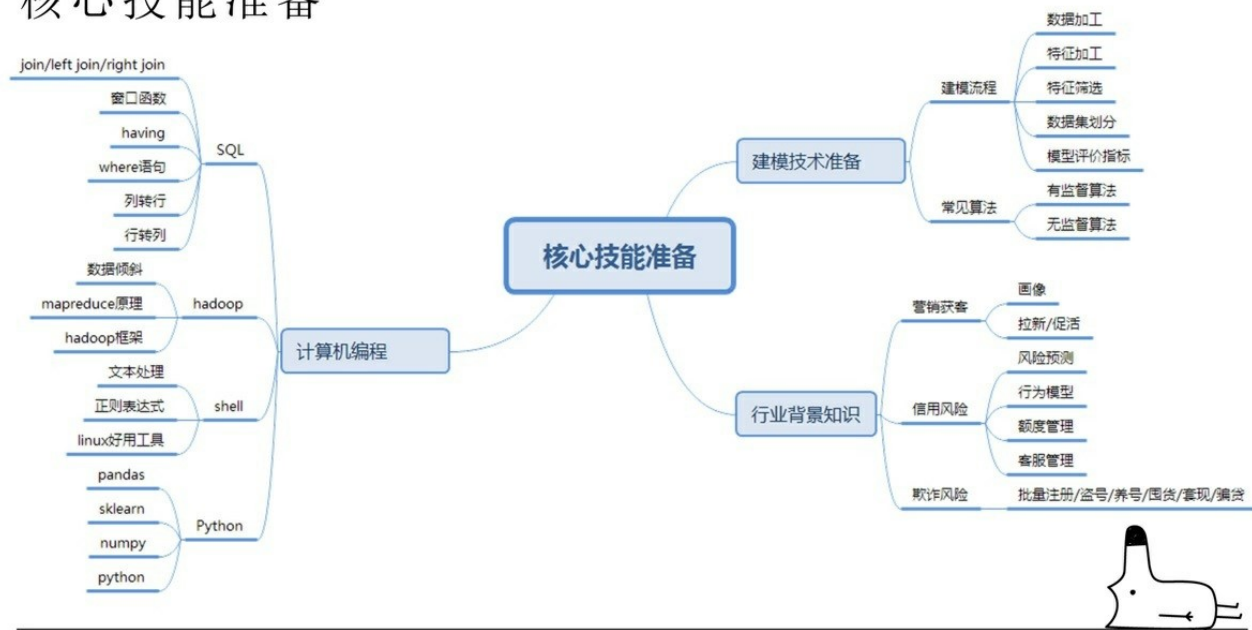 核心技能准备
join/left join/right join
窗口函数
having
where语句
列转行
行转列
SQL
数据倾斜
mapreduce原理
hadoop框架
hadoop
文本处理
正则表达式
linux好用工具
shell
pandas
sklearn
numpy
python
Python
计算机编程
核心技能准备
建模技术准备
建模流程
数据加工
特征加工
特征筛选
数据集划分
模型评价指标
常见算法
有监督算法
无监督算法
行业背景知识
营销获客
画像
拉新/促活
信用风险
风险预测
行为模型
额度管理
客服管理
欺诈风险
批量注册/盗号/养号/囤货/套现/骗贷